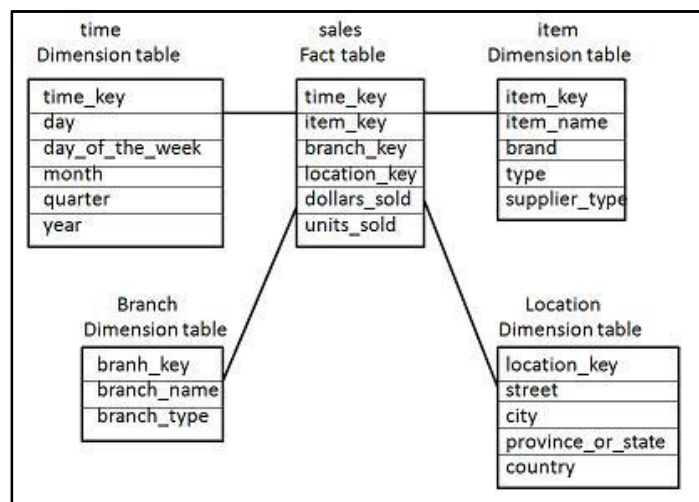 time
Dimension table
time_key
day
day_of_the_week
month
quarter
year
sales
Fact table
time_key
item_key
branch_key
location_key
dollars_sold
units_sold
item
Dimension table
item_key
item_name
brand
type
supplier_type
Branch
Dimension table
branh_key
branch_name
branch_type
Location
Dimension table
location_key
street
city
province_or_state
country